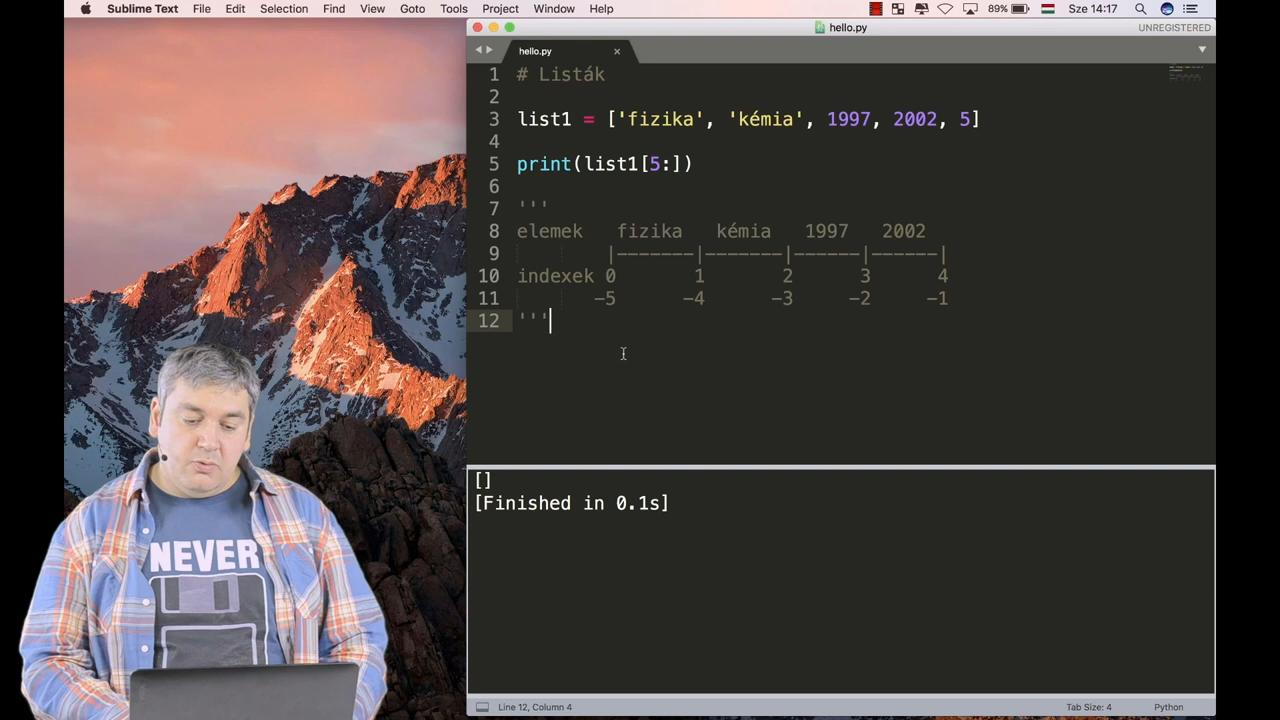 Sublime Text File Edit Selection Find View Goto Tools Project Window Help 89% Sze 14:17
hello.py UNREGISTERED
hello.py ×
1 # Listák
2
3 list1 = ['fizika', 'kémia', 1997, 2002, 5]
4
5 print(list1[5:])
6
7 '''
8 elemek fizika kémia 1997 2002
9 |-------|-------|------|------|
10 indexek 0 1 2 3 4
11 -5 -4 -3 -2 -1
12 '''
[]
[Finished in 0.1s]
NEVER
Line 12, Column 4 Tab Size: 4 Python